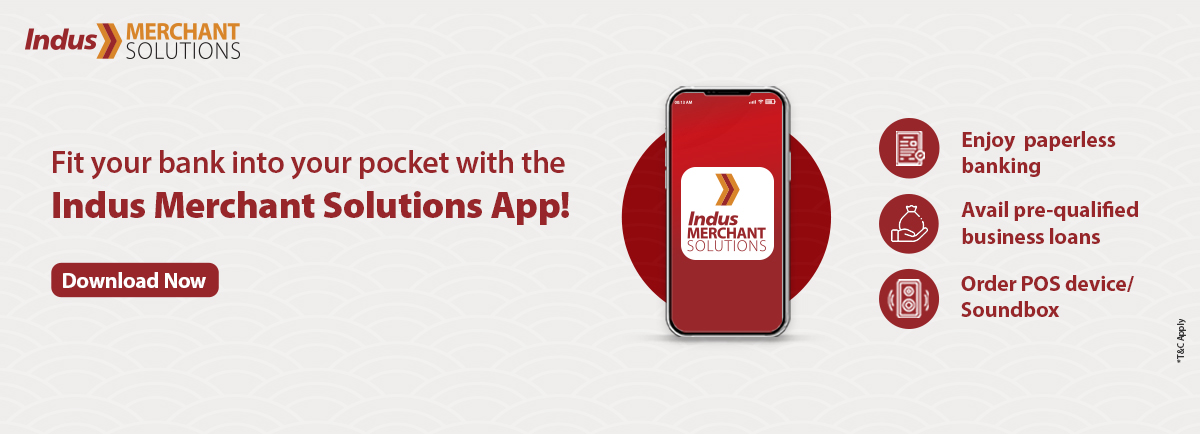 Indus MERCHANT
SOLUTIONS
Fit your bank into your pocket with the
Indus Merchant Solutions App!
Download Now
08:13 AM
Indus
MERCHANT
SOLUTIONS
Enjoy paperless
banking
Avail pre-qualified
business loans
Order POS device/
Soundbox
*T&C Apply